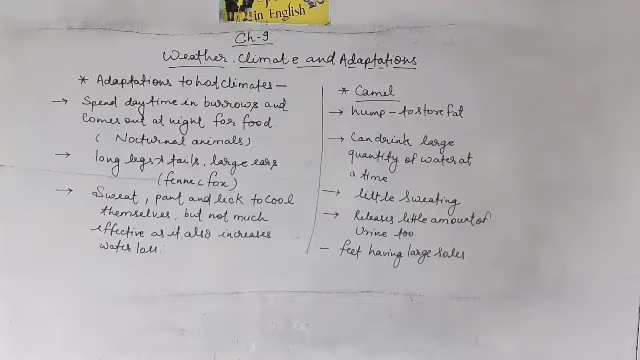 in English
Ch-9
Weather, Climate and Adaptations
* Adaptations to hot climates —
→ Spend day time in burrows and
Comes out at night for food.
(Nocturnal animals)
→ long legs & tails, large ears
(fennec fox)
→ Sweat, pant and lick to cool
themselves, but not much
effective as it also increases
water loss.
* Camel
→ hump - to store fat
→ Can drink large
quantity of water at
a time
→ little sweating
→ Releases little amount of
Urine too.
- feet having large soles.